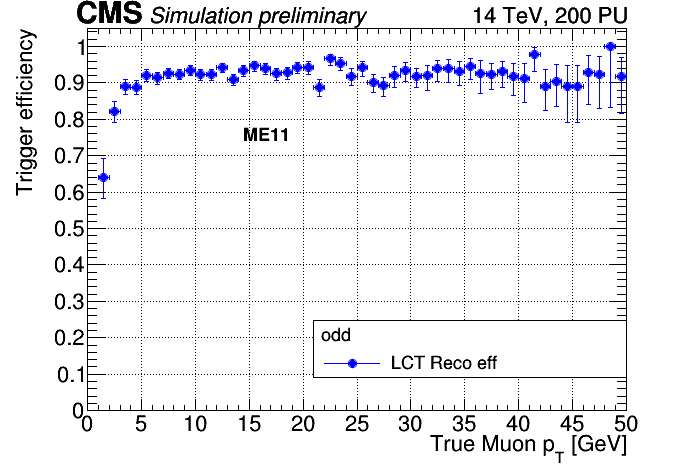 CMS Simulation preliminary 14 TeV, 200 PU
Trigger efficiency
1
0.9
0.8
0.7
0.6
0.5
0.4
0.3
0.2
0.1
0
ME11
odd
LCT Reco eff
0 5 10 15 20 25 30 35 40 45 50
True Muon p_T [GeV]